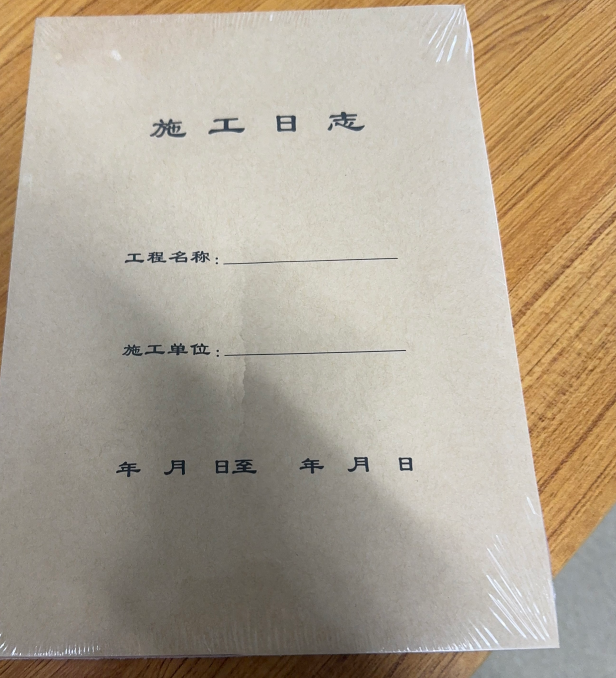 施工日志
工程名称:
施工单位:
年 月 日至 年 月 日